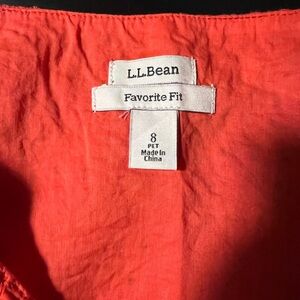 L.L.Bean
Favorite Fit
8
PET
Made in
China